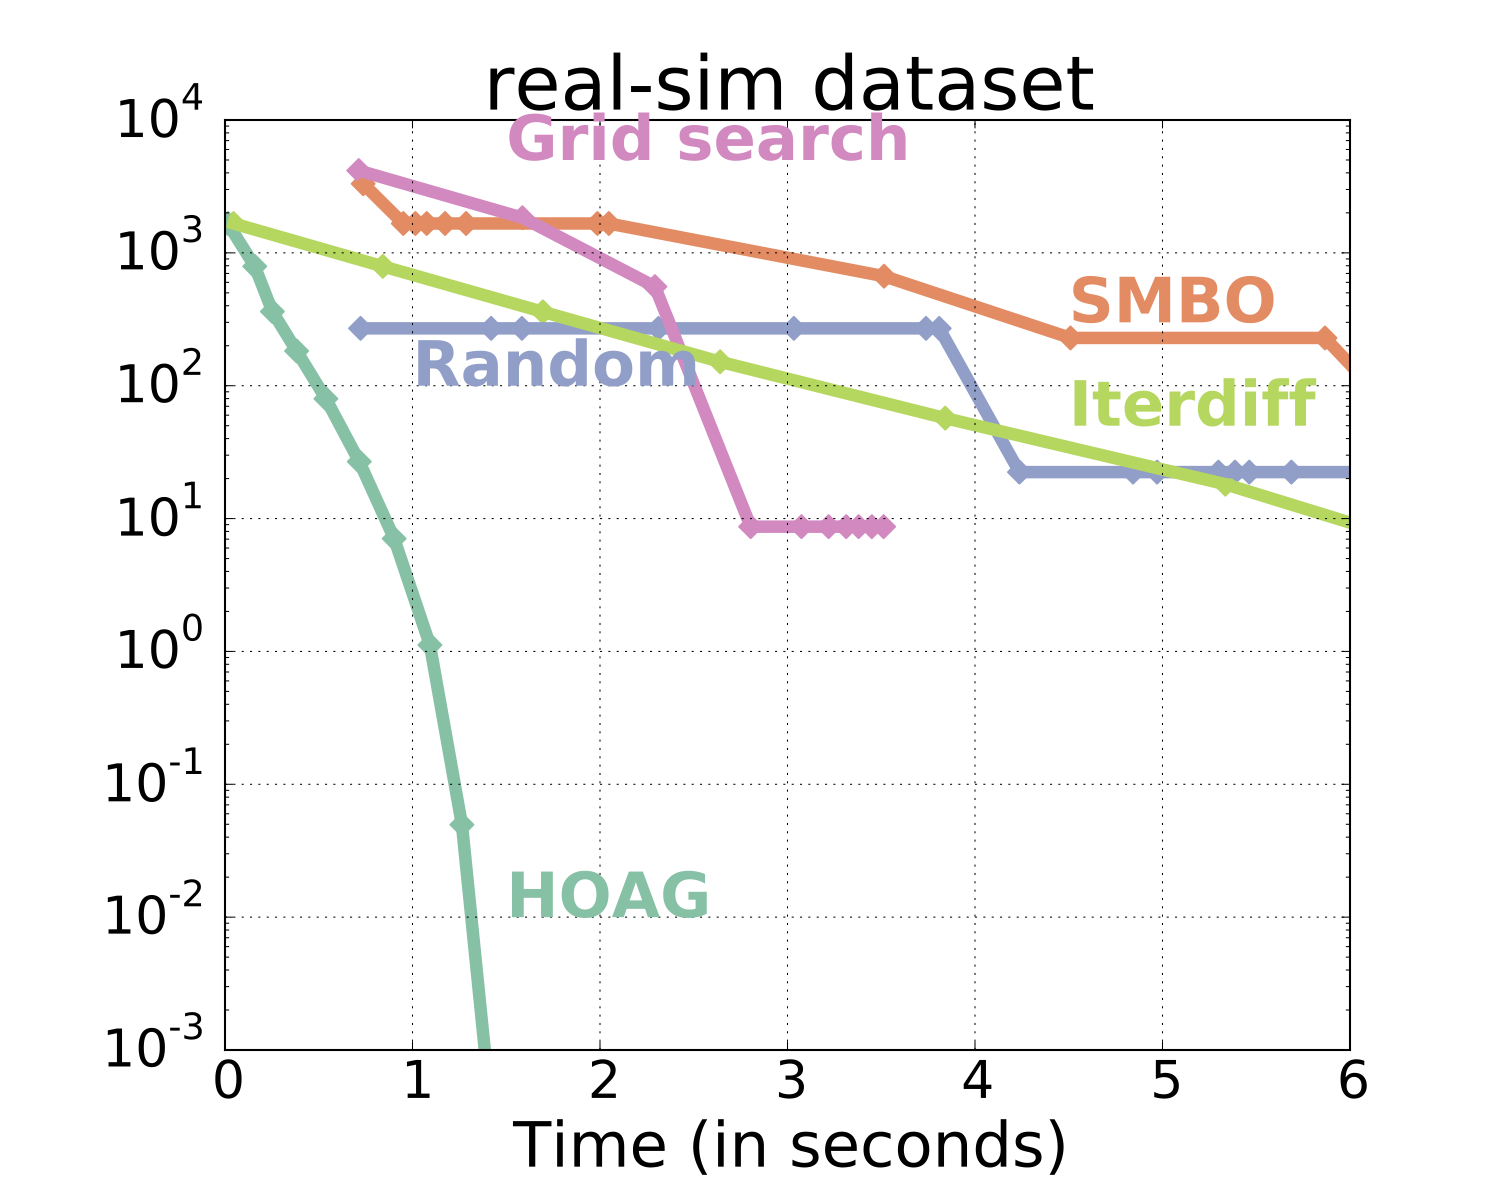 real-sim dataset
10^4
Grid search
10^3
SMBO
Random
10^2
Iterdiff
10^1
10^0
10^-1
HOAG
10^-2
10^-3
0 1 2 3 4 5 6
Time (in seconds)